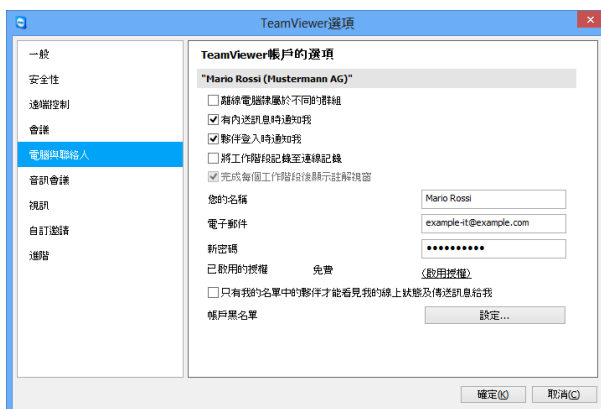 TeamViewer選項
一般
安全性
遠端控制
會議
電腦與聯絡人
音訊會議
視訊
自訂邀請
進階
TeamViewer帳戶的選項
"Mario Rossi (Mustermann AG)"
離線電腦隸屬於不同的群組
有內送訊息時通知我
夥伴登入時通知我
將工作階段記錄至連線記錄
完成每個工作階段後顯示註解視窗
您的名稱 Mario Rossi
電子郵件 example-it@example.com
新密碼 ••••••••••
已啟用的授權 免費 (啟用授權)
只有我的名單中的夥伴才能看見我的線上狀態及傳送訊息給我
帳戶黑名單 設定...
確定(K) 取消(C)